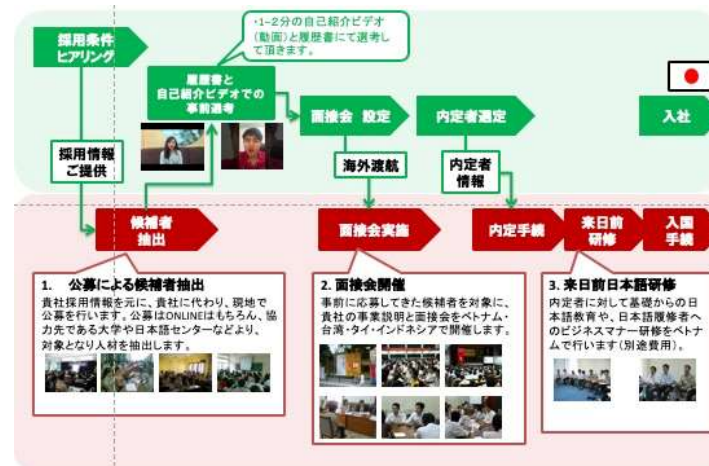 採用条件
ヒアリング
・1~2分の自己紹介ビデオ
(動画)と履歴書にて選考し
て頂きます。
履歴書と
自己紹介ビデオでの
事前選考
面接会 設定
内定者選定
入社
採用情報
ご提供
海外渡航
内定者
情報
候補者
抽出
面接会実施
内定手続
来日前
研修
入国
手続
1. 公募による候補者抽出
貴社採用情報を元に、貴社に代わり、現地で
公募を行います。公募はONLINEはもちろん、協
力先である大学や日本語センターなどより、
対象となり人材を抽出します。
2. 面接会開催
事前に応募してきた候補者を対象に、
貴社の事業説明と面接会をベトナム・
台湾・タイ・インドネシアで開催します。
3. 来日前日本語研修
内定者に対して基礎からの日
本語教育や、日本語履修者へ
のビジネスマナー研修をベトナ
ムで行います(別途費用)。